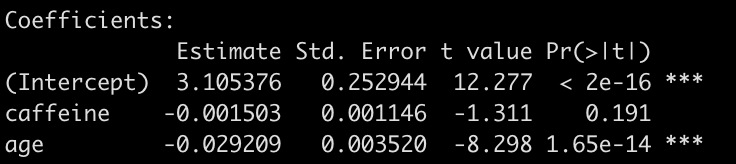 Coefficients:
Estimate Std. Error t value Pr(>|t|)
(Intercept) 3.105376 0.252944 12.277 < 2e-16 ***
caffeine -0.001503 0.001146 -1.311 0.191
age -0.029209 0.003520 -8.298 1.65e-14 ***